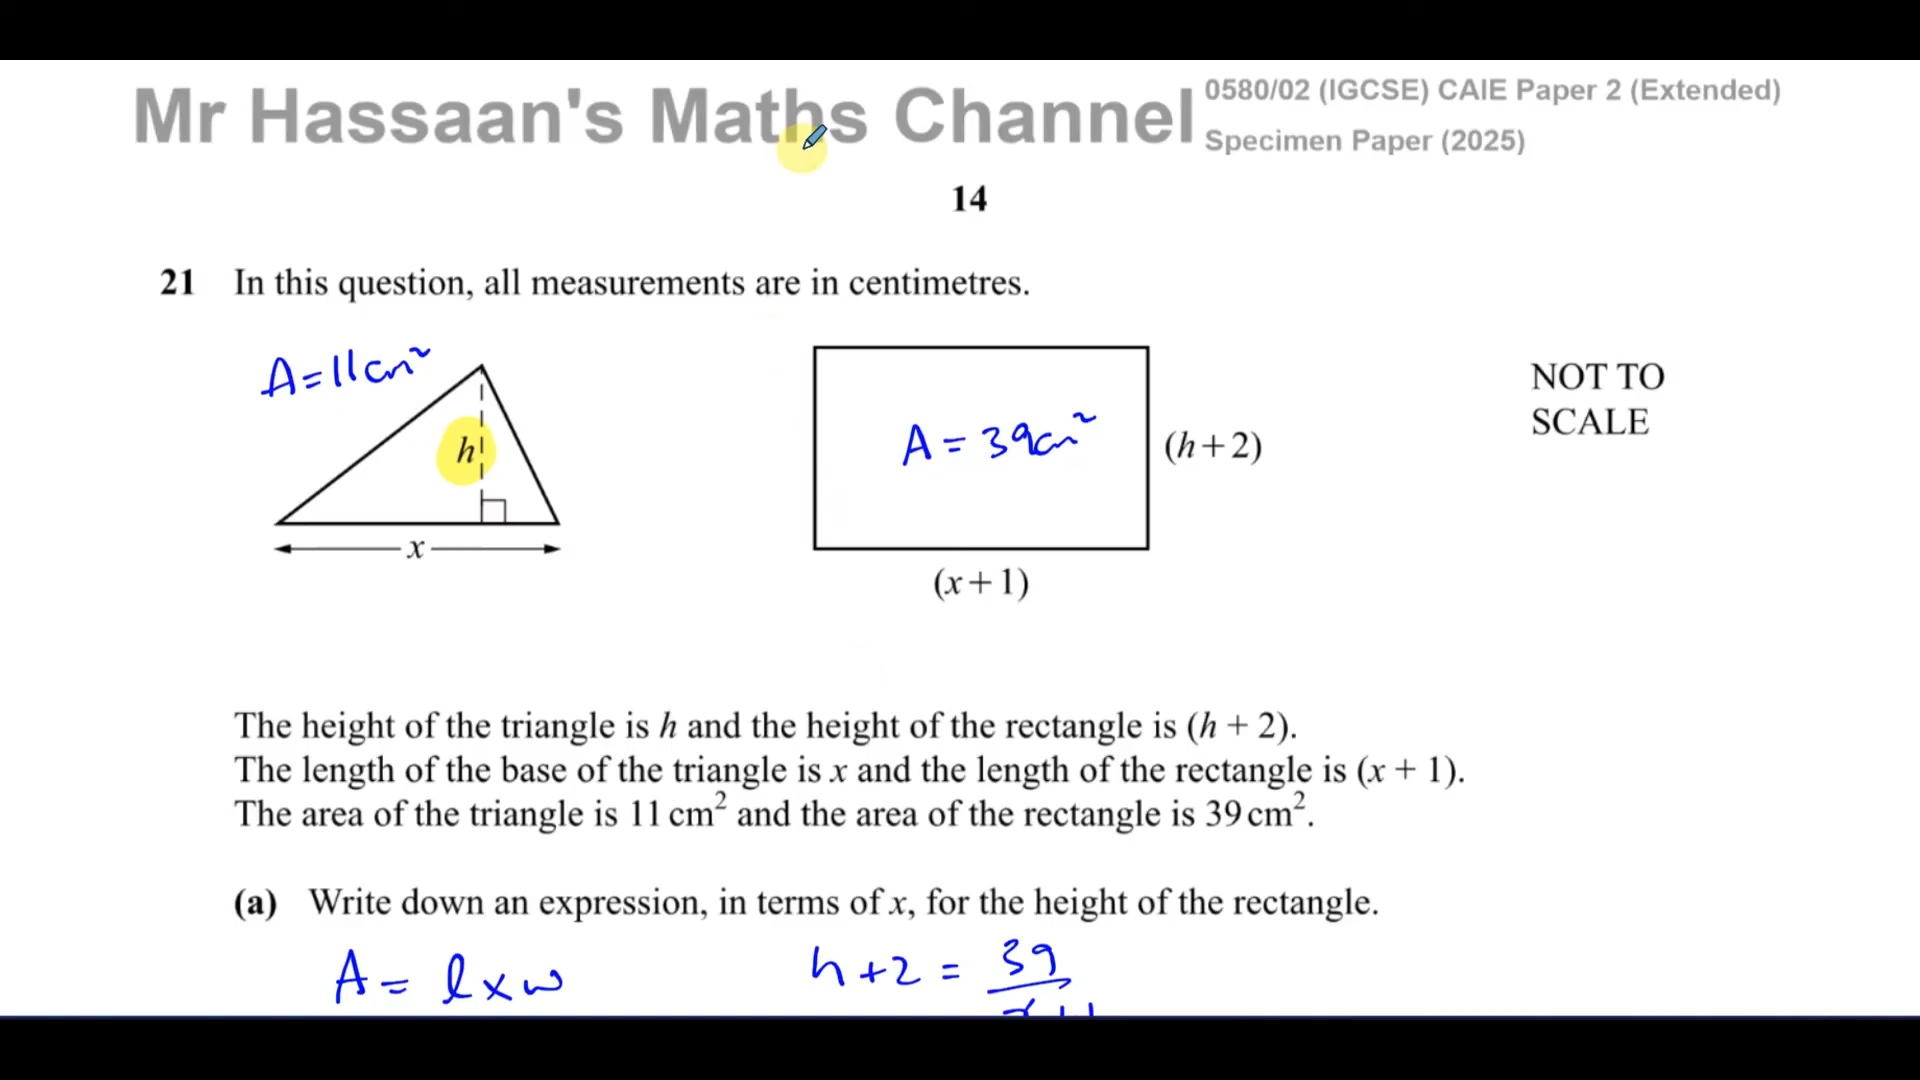 Mr Hassaan's Maths Channel
0580/02 (IGSCE) CAIE Paper 2 (Extended)
Specimen Paper (2025)
14
21 In this question, all measurements are in centimetres.
A = 11cm²
h
x
A = 39cm²
(h + 2)
(x + 1)
NOT TO
SCALE
The height of the triangle is h and the height of the rectangle is (h + 2).
The length of the base of the triangle is x and the length of the rectangle is (x + 1).
The area of the triangle is 11 cm² and the area of the rectangle is 39 cm².
(a) Write down an expression, in terms of x, for the height of the rectangle.
A = l x w
h + 2 = 39